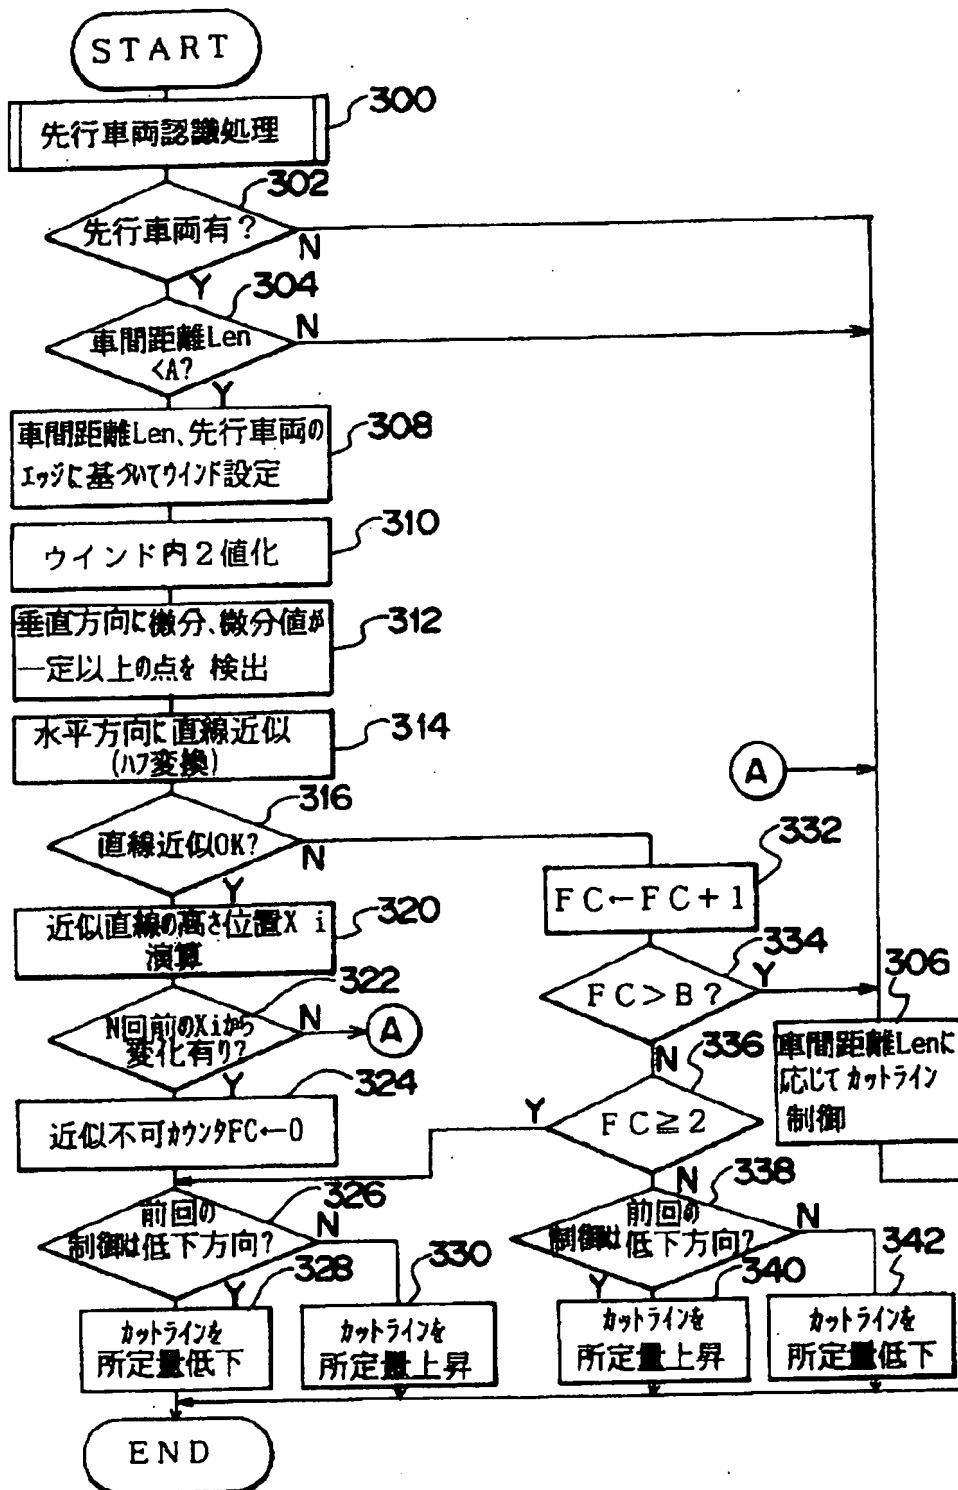 START
300
先行車両認識処理
302
先行車両有?
N
Y
304
車間距離Len
<A?
N
Y
308
車間距離Len、先行車両の
エッジに基づいてウインド設定
310
ウインド内2値化
312
垂直方向に微分、微分値が
一定以上の点を 検出
314
水平方向に直線近似
(ハフ変換)
A
316
直線近似OK?
N
Y
332
FC←FC+1
320
近似直線の高さ位置Xi
演算
334
FC>B?
Y
N
306
車間距離Lenに
応じてカットライン
制御
322
N回前のXiから
変化有り?
N
A
Y
324
近似不可カウンタFC←0
336
FC≧2
Y
N
326
前回の
制御は低下方向?
N
Y
338
前回の
制御は低下方向?
N
Y
328
カットラインを
所定量低下
330
カットラインを
所定量上昇
340
カットラインを
所定量上昇
342
カットラインを
所定量低下
END